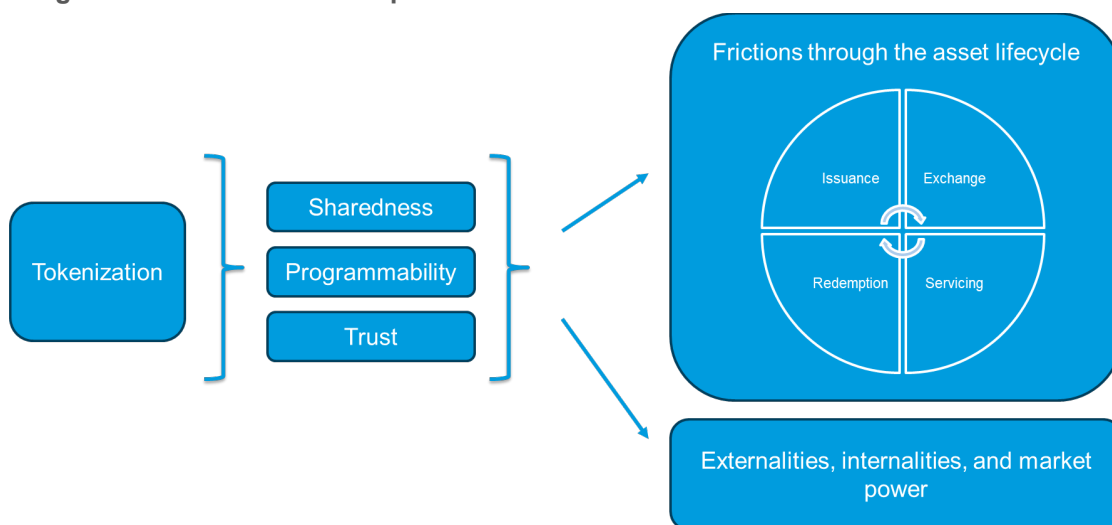 Frictions through the asset lifecycle
Issuance
Exchange
Redemption
Servicing
Tokenization
Sharedness
Programmability
Trust
Externalities, internalities, and market
power